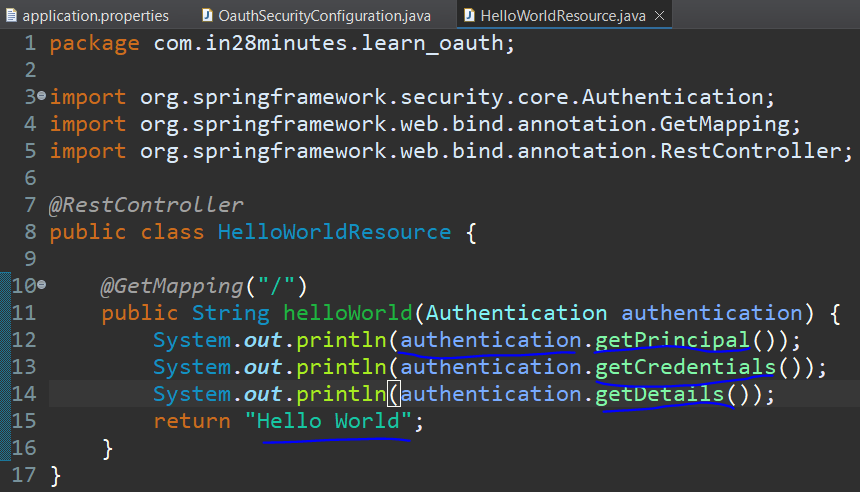 application.properties OauthSecurityConfiguration.java HelloWorldResource.java
1 package com.in28minutes.learn_oauth;
2
3 import org.springframework.security.core.Authentication;
4 import org.springframework.web.bind.annotation.GetMapping;
5 import org.springframework.web.bind.annotation.RestController;
6
7 @RestController
8 public class HelloWorldResource {
9
10 @GetMapping("/")
11 public String helloWorld(Authentication authentication) {
12 System.out.println(authentication.getPrincipal());
13 System.out.println(authentication.getCredentials());
14 System.out.println(authentication.getDetails());
15 return "Hello World";
16 }
17 }